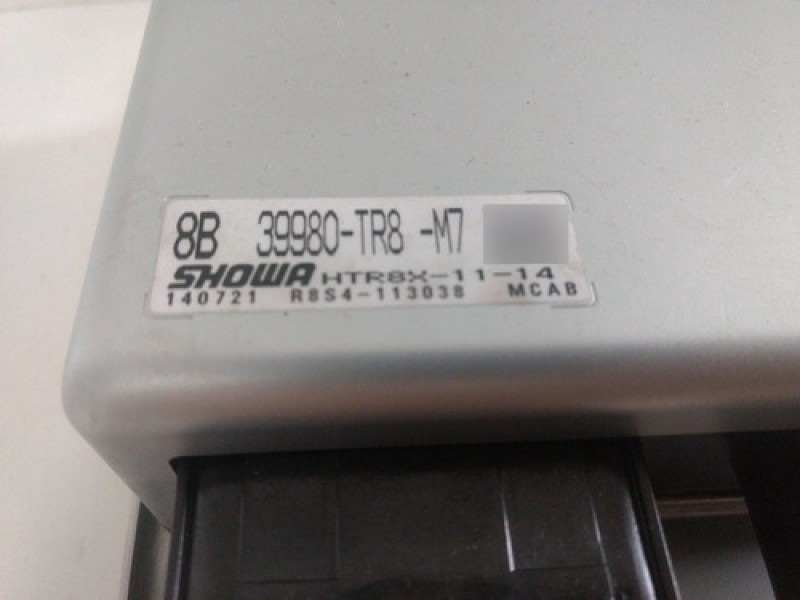 8B 39980-TR8 -M7
SHOWA HTR8X-11-14
140721 R8S4-113038 MCAB